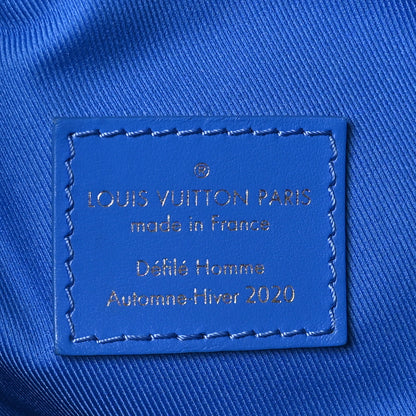 ®
LOUIS VUITTON PARIS
made in France
Défilé Homme
Automne-Hiver 2020